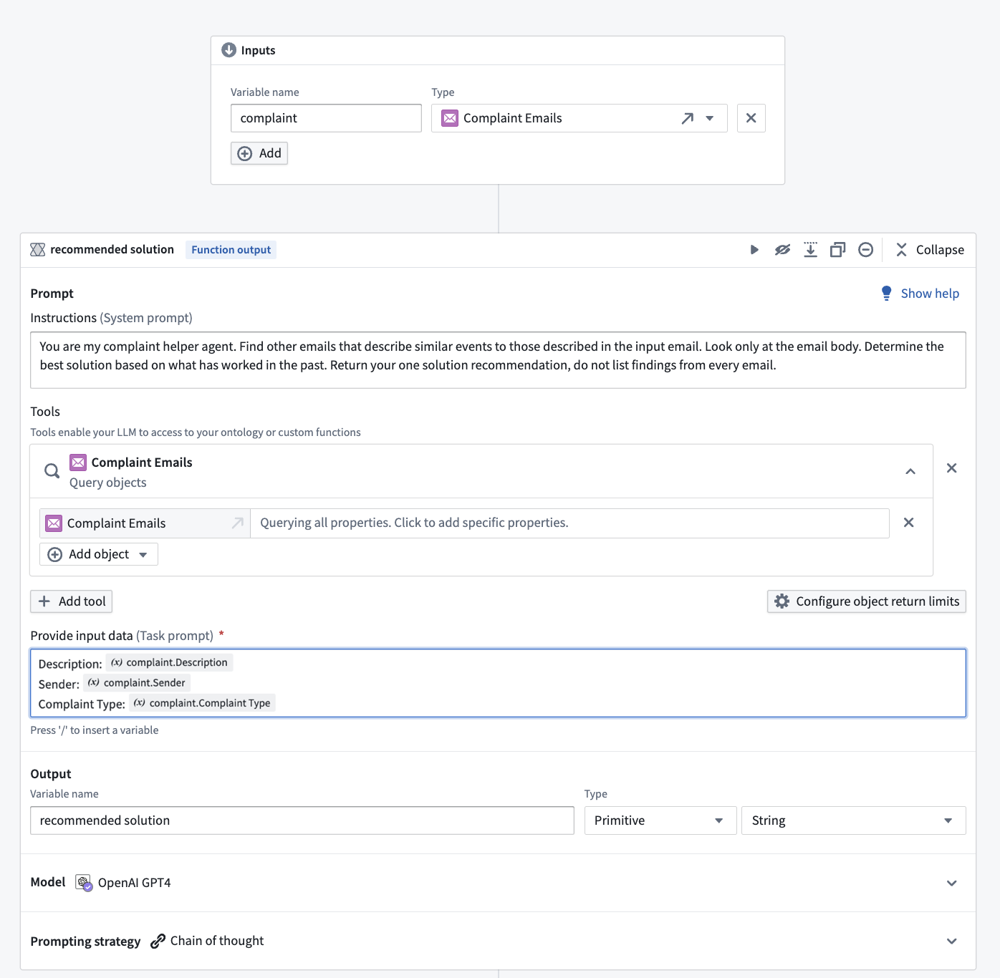 Inputs
Variable name
Type
complaint
Complaint Emails
Add
recommended solution
Function output
Collapse
Prompt
Show help
Instructions (System prompt)
You are my complaint helper agent. Find other emails that describe similar events to those described in the input email. Look only at the email body. Determine the
best solution based on what has worked in the past. Return your one solution recommendation, do not list findings from every email.
Tools
Tools enable your LLM to access to your ontology or custom functions
Complaint Emails
Query objects
Complaint Emails
Querying all properties. Click to add specific properties.
Add object
Add tool
Configure object return limits
Provide input data (Task prompt) *
Description: (x) complaint.Description
Sender: (x) complaint.Sender
Complaint Type: (x) complaint.Complaint Type
Press '/' to insert a variable
Output
Variable name
Type
recommended solution
Primitive
String
Model
OpenAI GPT4
Prompting strategy
Chain of thought